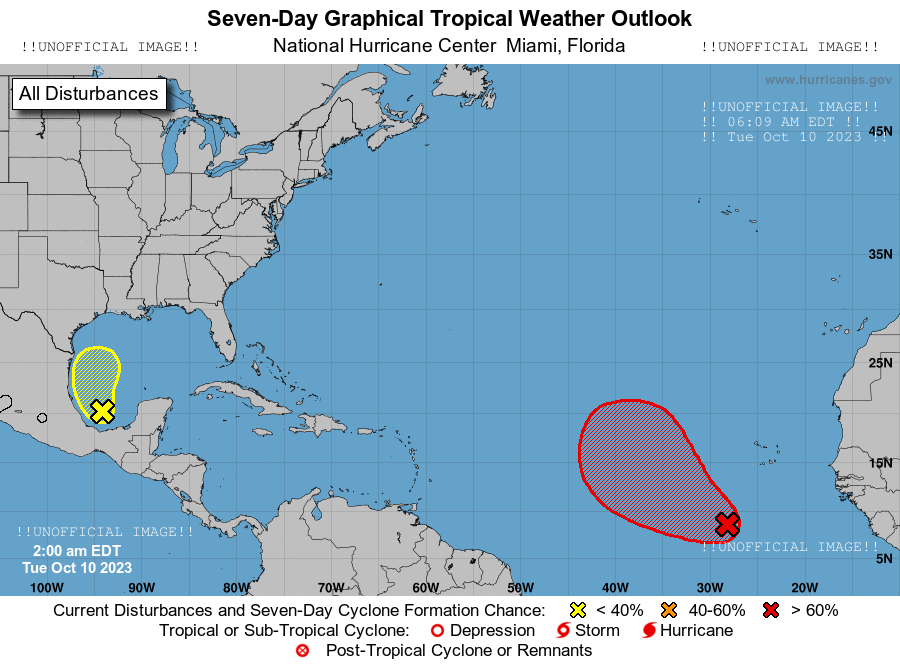 Seven-Day Graphical Tropical Weather Outlook
!!UNOFFICIAL IMAGE!! National Hurricane Center Miami, Florida !!UNOFFICIAL IMAGE!!
All Disturbances
www.hurricanes.gov
!!UNOFFICIAL IMAGE!!
!! 06:09 AM EDT !!
!! Tue Oct 10 2023 !!
45N
35N
25N
15N
!!UNOFFICIAL IMAGE!!
!!UNOFFICIAL IMAGE!!
2:00 am EDT
5N
Tue Oct 10 2023
100W 90W 80W 70W 60W 50W 40W 30W 20W
Current Disturbances and Seven-Day Cyclone Formation Chance: < 40% 40-60% > 60%
Tropical or Sub-Tropical Cyclone: Depression Storm Hurricane
Post-Tropical Cyclone or Remnants